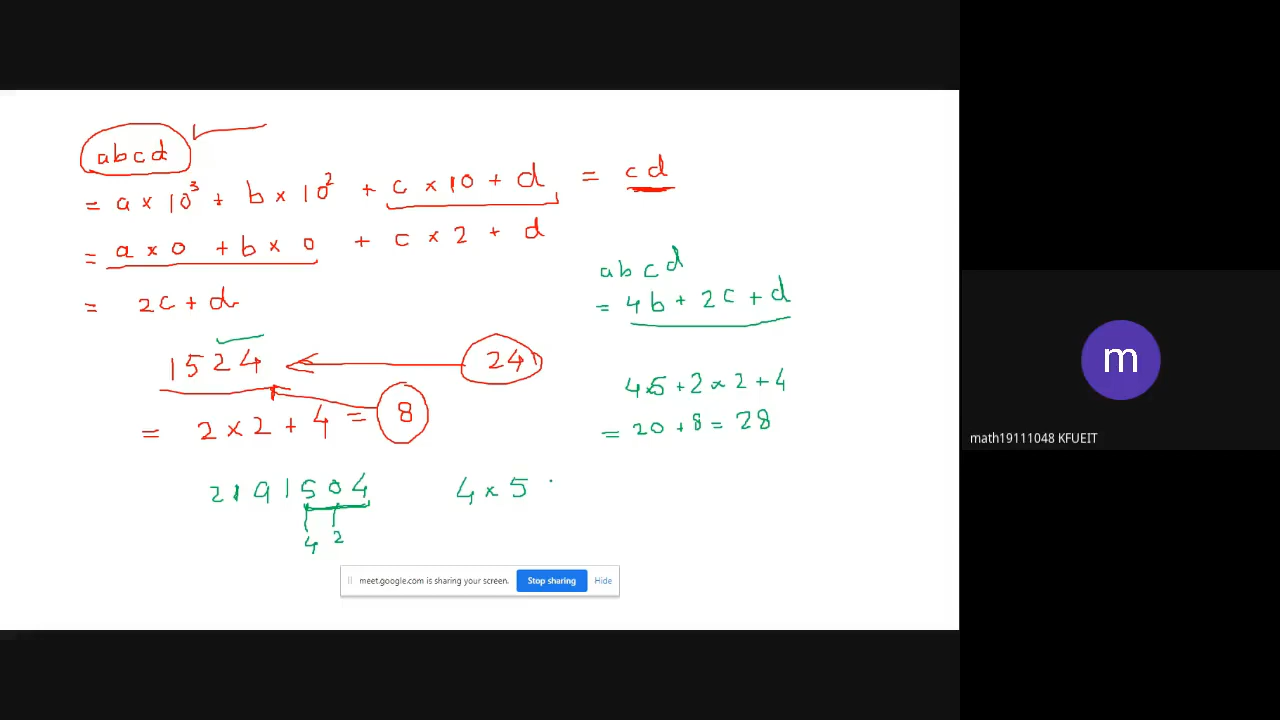 abcd
= a × 10³ + b × 10² + c × 10 + d = cd
= a × 0 + b × 0 + c × 2 + d
= 2c + d
abcd
= 4b + 2c + d
1524
24
= 2 × 2 + 4 = 8
4×5 + 2 × 2 + 4
= 20 + 8 = 28
2191504
4 2
4 × 5
meet.google.com is sharing your screen. Stop sharing Hide
m
math19111048 KFUEIT